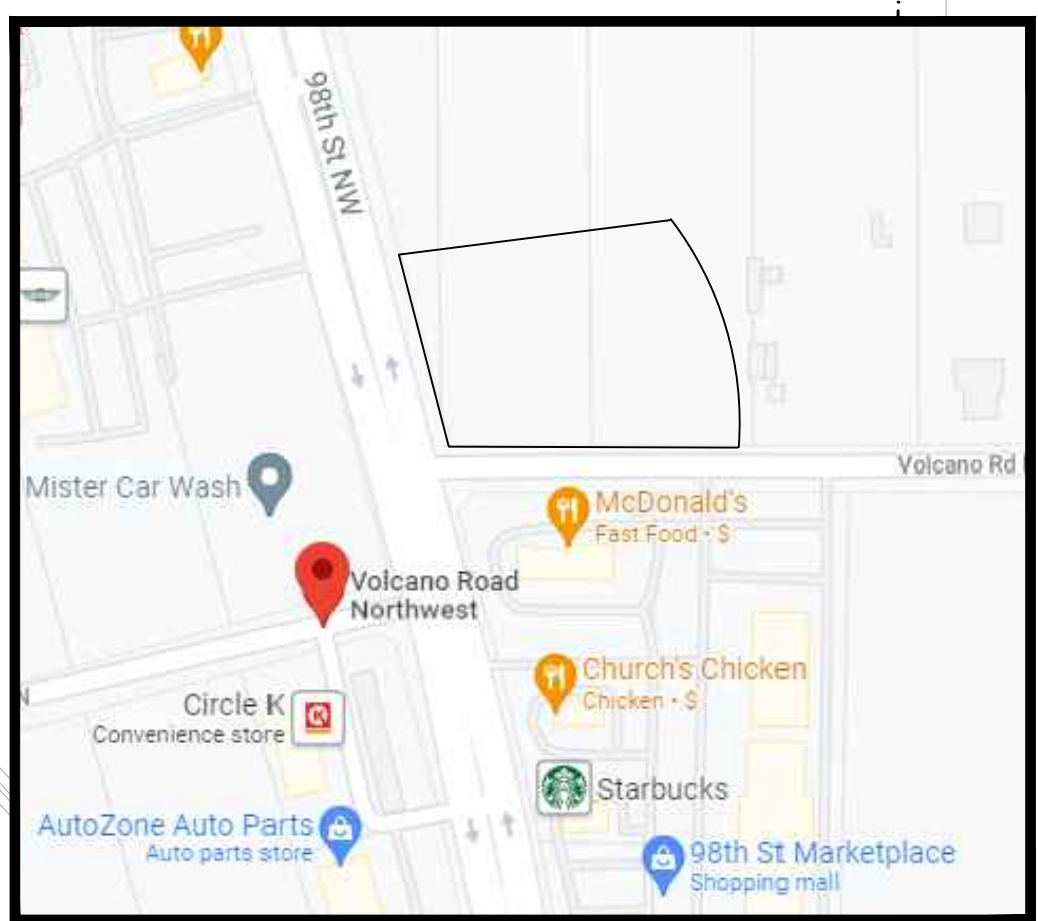 98th St NW
Volcano Rd
Mister Car Wash
McDonald's
Fast Food · $
Volcano Road
Northwest
Church's Chicken
Chicken · $
Circle K
Convenience store
K
Starbucks
AutoZone Auto Parts
Auto parts store
98th St Marketplace
Shopping mall